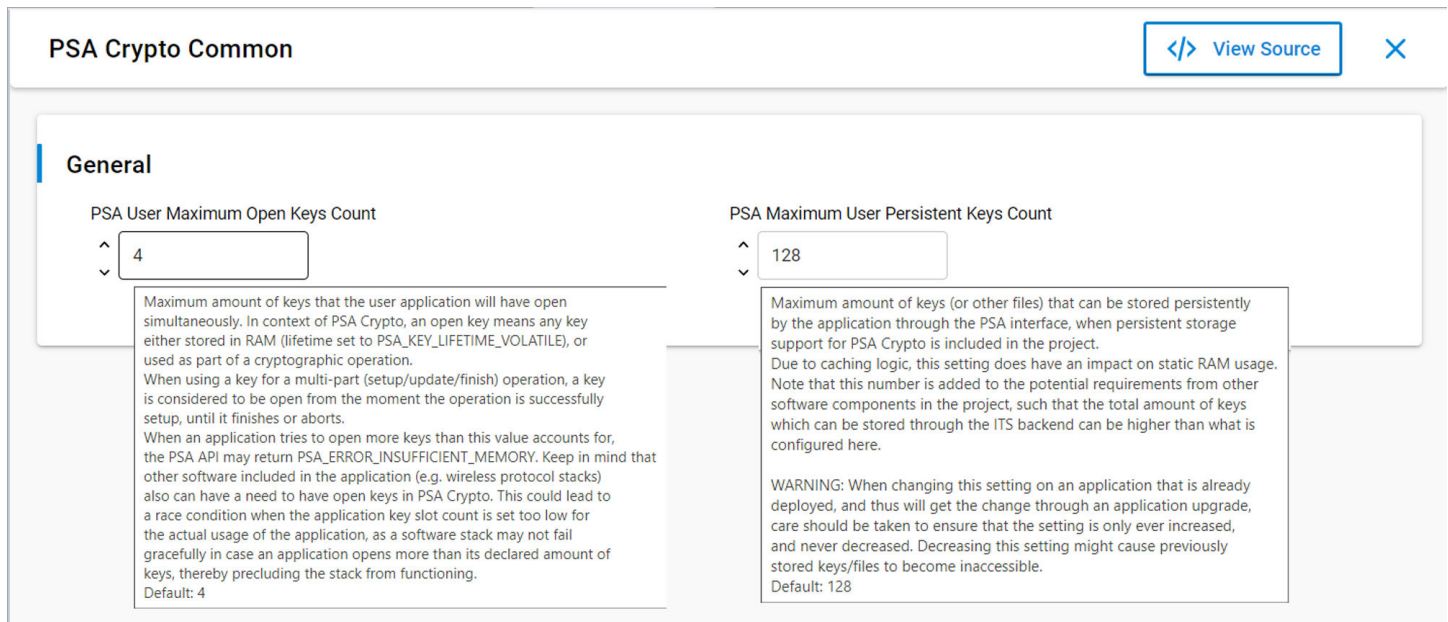 PSA Crypto Common
</> View Source
General
PSA User Maximum Open Keys Count
4
Maximum amount of keys that the user application will have open
simultaneously. In context of PSA Crypto, an open key means any key
either stored in RAM (lifetime set to PSA_KEY_LIFETIME_VOLATILE), or
used as part of a cryptographic operation.
When using a key for a multi-part (setup/update/finish) operation, a key
is considered to be open from the moment the operation is successfully
setup, until it finishes or aborts.
When an application tries to open more keys than this value accounts for,
the PSA API may return PSA_ERROR_INSUFFICIENT_MEMORY. Keep in mind that
other software included in the application (e.g. wireless protocol stacks)
also can have a need to have open keys in PSA Crypto. This could lead to
a race condition when the application key slot count is set too low for
the actual usage of the application, as a software stack may not fail
gracefully in case an application opens more than its declared amount of
keys, thereby precluding the stack from functioning.
Default: 4
PSA Maximum User Persistent Keys Count
128
Maximum amount of keys (or other files) that can be stored persistently
by the application through the PSA interface, when persistent storage
support for PSA Crypto is included in the project.
Due to caching logic, this setting does have an impact on static RAM usage.
Note that this number is added to the potential requirements from other
software components in the project, such that the total amount of keys
which can be stored through the ITS backend can be higher than what is
configured here.
WARNING: When changing this setting on an application that is already
deployed, and thus will get the change through an application upgrade,
care should be taken to ensure that the setting is only ever increased,
and never decreased. Decreasing this setting might cause previously
stored keys/files to become inaccessible.
Default: 128